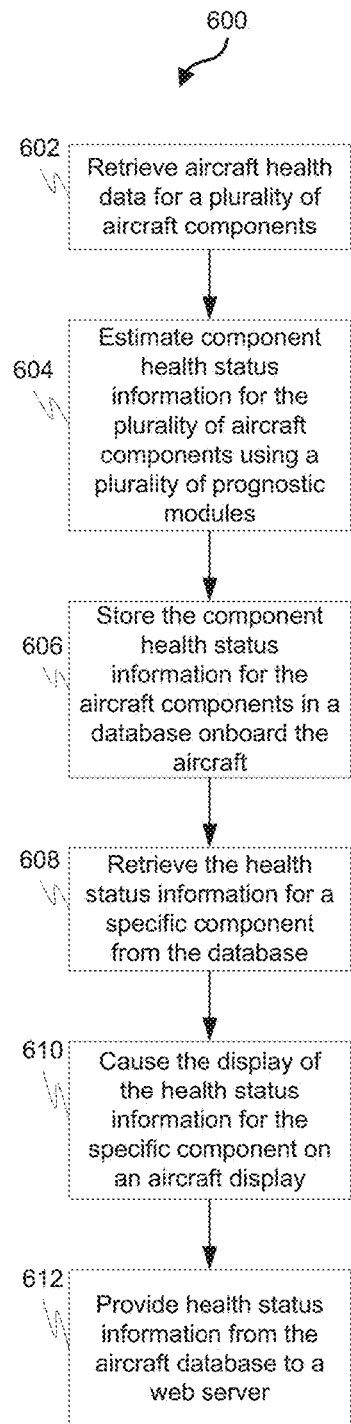 600
602
Retrieve aircraft health
data for a plurality of
aircraft components
604
Estimate component
health status
information for the
plurality of aircraft
components using a
plurality of prognostic
modules
606
Store the component
health status
information for the
aircraft components in a
database onboard the
aircraft
608
Retrieve the health
status information for a
specific component
from the database
610
Cause the display of
the health status
information for the
specific component on
an aircraft display
612
Provide health status
information from the
aircraft database to a
web server